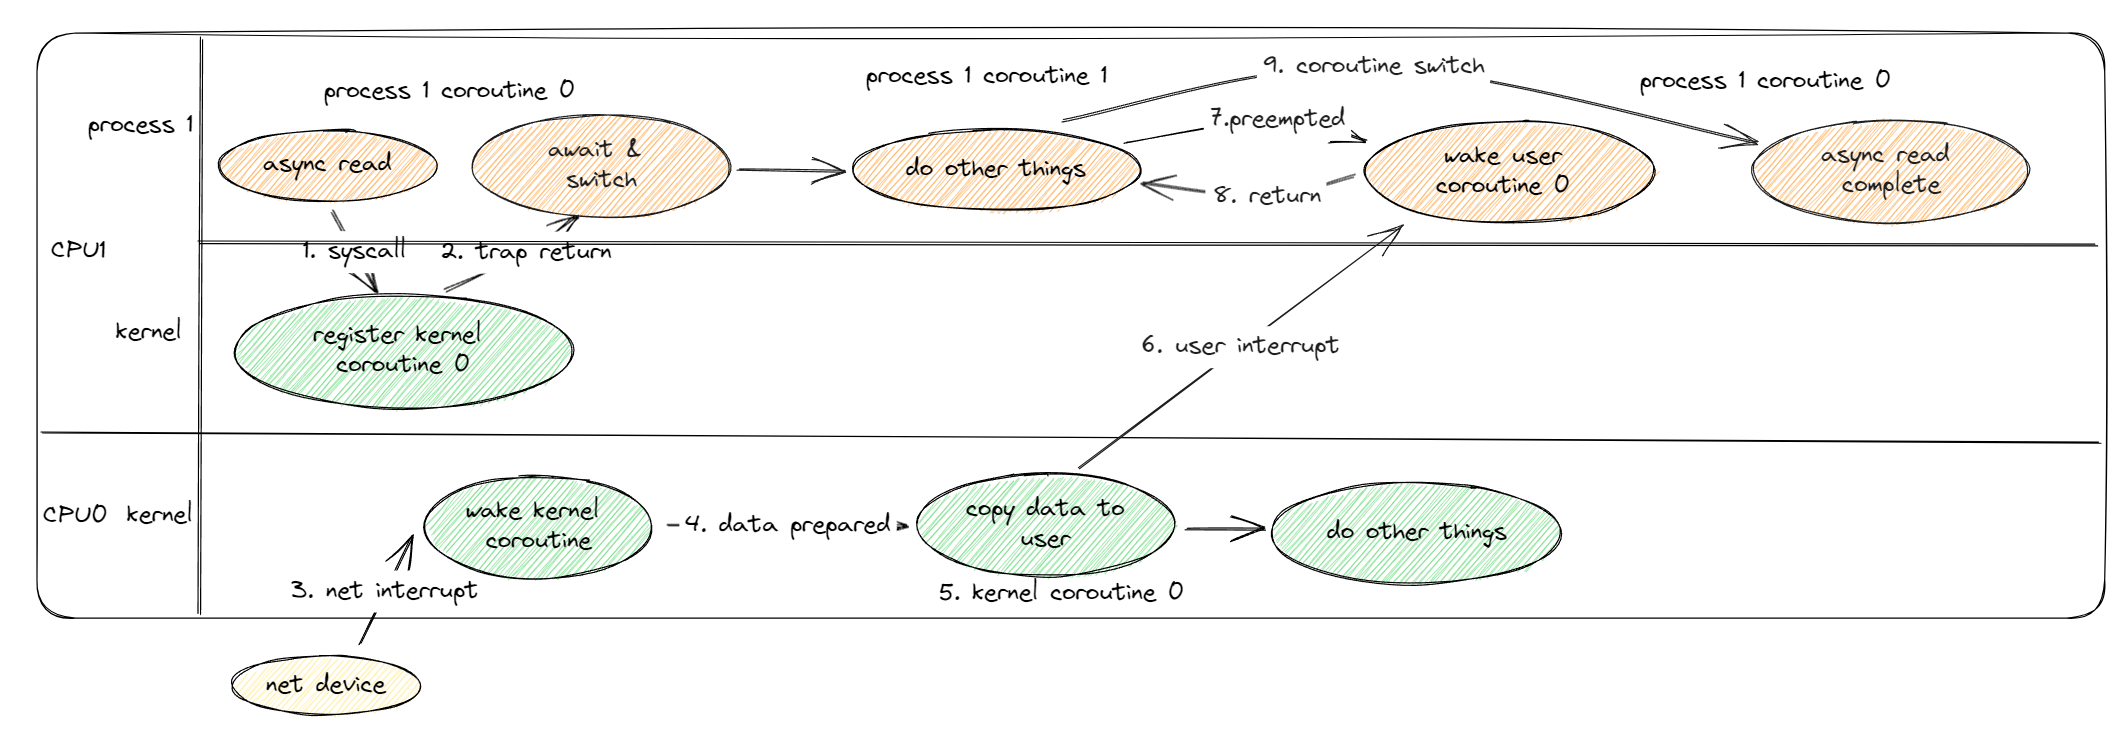 process 1 coroutine 0
process 1 coroutine 1
9. coroutine switch
process 1 coroutine 0
process 1
async read
await &
switch
do other things
7.preempted
8. return
wake user
coroutine 0
async read
complete
CPU1
1. syscall
2. trap return
kernel
register kernel
coroutine 0
6. user interrupt
CPU0 kernel
wake kernel
coroutine
4. data prepared
copy data to
user
do other things
3. net interrupt
5. kernel coroutine 0
net device